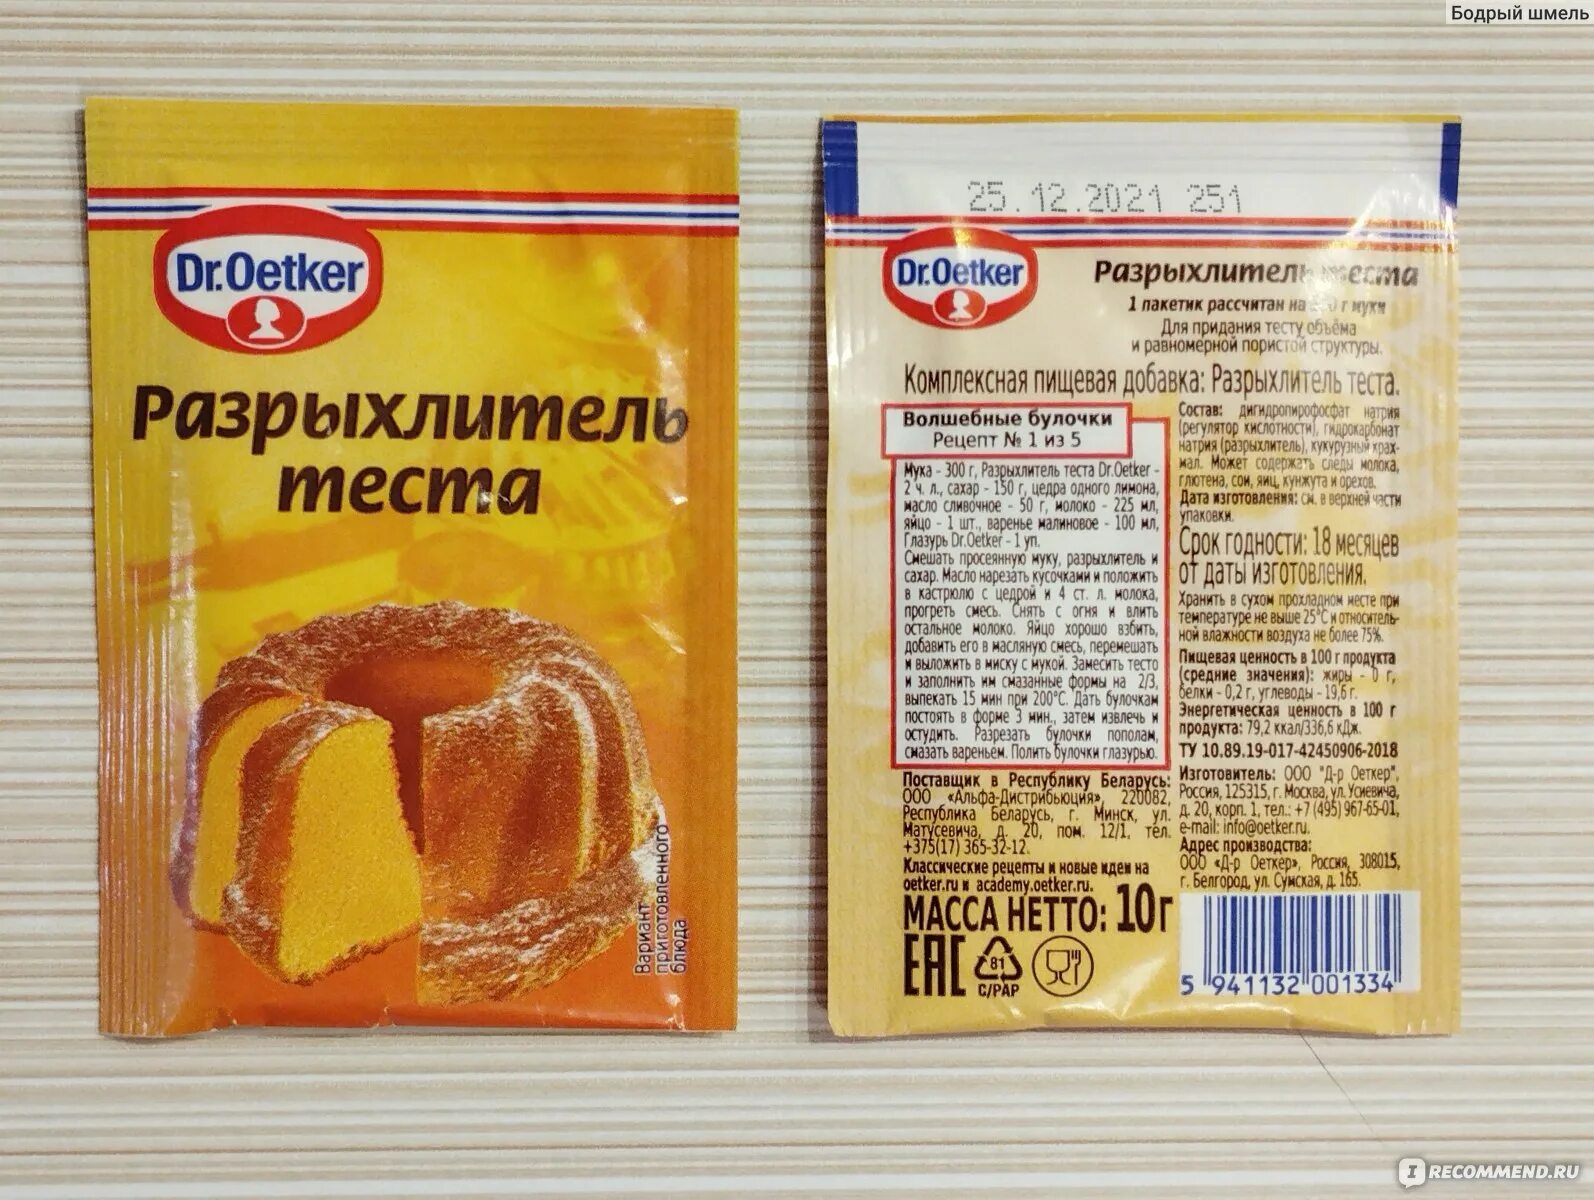 Бодрый шмель
Dr.Oetker
Разрыхлитель
теста
Вариант
приготовленного
блюда
25.12.2021 251
Dr.Oetker
Разрыхлитель теста
1 пакетик рассчитан на г муки
Для придания тесту объёма
и равномерной пористой структуры.
Комплексная пищевая добавка: Разрыхлитель теста.
Волшебные булочки
Рецепт № 1 из 5
Мука - 300 г, Разрыхлитель теста Dr.Oetker -
2 ч. л., сахар - 150 г, цедра одного лимона,
масло сливочное - 50 г, молоко - 225 мл,
яйцо - 1 шт., варенье малиновое - 100 мл,
Глазурь Dr.Oetker - 1 уп.
Смешать просеянную муку, разрыхлитель и
сахар. Масло нарезать кусочками и положить
в кастрюлю с цедрой и 4 ст. л. молока,
прогреть смесь. Снять с огня и влить
остальное молоко. Яйцо хорошо взбить,
добавить его в масляную смесь, перемешать
и выложить в миску с мукой. Замесить тесто
и заполнить им смазанные формы на 2/3,
выпекать 15 мин при 200°С. Дать булочкам
постоять в форме 3 мин., затем извлечь и
остудить. Разрезать булочки пополам,
смазать вареньем. Полить булочки глазурью.
Поставщик в Республику Беларусь:
ООО «Альфа-Дистрибьюция», 220082,
Республика Беларусь, г. Минск, ул.
Матусевича, д. 20, пом. 12/1, тел.
+375(17) 365-32-12.
Классические рецепты и новые идеи на
oetker.ru и academy.oetker.ru.
МАССА НЕТТО: 10г
EAC
81
C/PAP
Состав: дигидропирофосфат натрия
(регулятор кислотности), гидрокарбонат
натрия (разрыхлитель), кукурузный крах-
мал. Может содержать следы молока,
глютена, сои, яиц, кунжута и орехов.
Дата изготовления: см. в верхней части
упаковки.
Срок годности: 18 месяцев
от даты изготовления.
Хранить в сухом прохладном месте при
температуре не выше 25°С и относитель-
ной влажности воздуха не более 75%.
Пищевая ценность в 100 г продукта
(средние значения): жиры - 0 г,
белки - 0,2 г, углеводы - 19,6 г.
Энергетическая ценность в 100 г
продукта: 79,2 ккал/336,6 кДж.
ТУ 10.89.19-017-42450906-2018
Изготовитель: ООО "Д-р Оеткер",
Россия, 125315, г. Москва, ул. Усиевича,
д. 20, корп. 1, тел.: +7 (495) 967-65-01,
e-mail: info@oetker.ru.
Адрес производства:
ООО «Д-р Оеткер», Россия, 308015,
г. Белгород, ул. Сумская, д. 165.
5 941132 001334
I RECOMMEND.RU